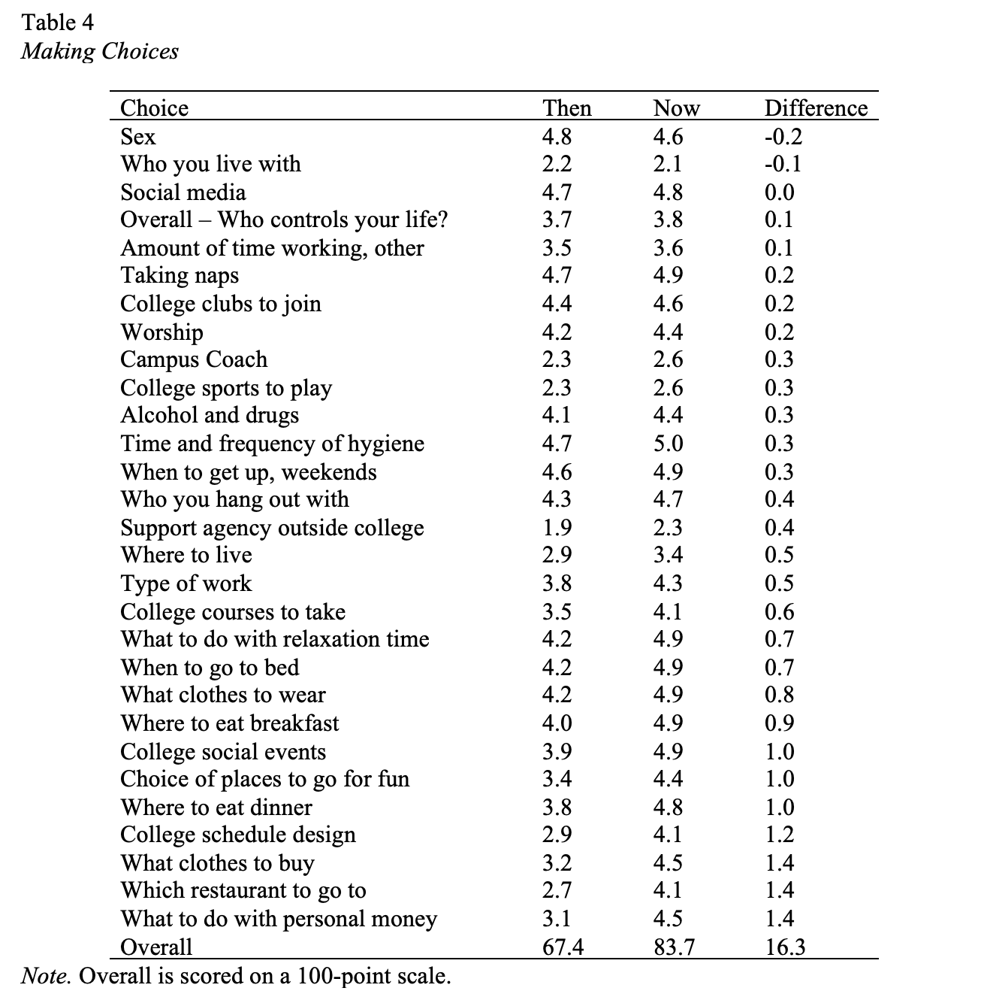 Table 4
Making Choices
Choice Then Now Difference
Sex 4.8 4.6 -0.2
Who you live with 2.2 2.1 -0.1
Social media 4.7 4.8 0.0
Overall – Who controls your life? 3.7 3.8 0.1
Amount of time working, other 3.5 3.6 0.1
Taking naps 4.7 4.9 0.2
College clubs to join 4.4 4.6 0.2
Worship 4.2 4.4 0.2
Campus Coach 2.3 2.6 0.3
College sports to play 2.3 2.6 0.3
Alcohol and drugs 4.1 4.4 0.3
Time and frequency of hygiene 4.7 5.0 0.3
When to get up, weekends 4.6 4.9 0.3
Who you hang out with 4.3 4.7 0.4
Support agency outside college 1.9 2.3 0.4
Where to live 2.9 3.4 0.5
Type of work 3.8 4.3 0.5
College courses to take 3.5 4.1 0.6
What to do with relaxation time 4.2 4.9 0.7
When to go to bed 4.2 4.9 0.7
What clothes to wear 4.2 4.9 0.8
Where to eat breakfast 4.0 4.9 0.9
College social events 3.9 4.9 1.0
Choice of places to go for fun 3.4 4.4 1.0
Where to eat dinner 3.8 4.8 1.0
College schedule design 2.9 4.1 1.2
What clothes to buy 3.2 4.5 1.4
Which restaurant to go to 2.7 4.1 1.4
What to do with personal money 3.1 4.5 1.4
Overall 67.4 83.7 16.3
Note. Overall is scored on a 100-point scale.